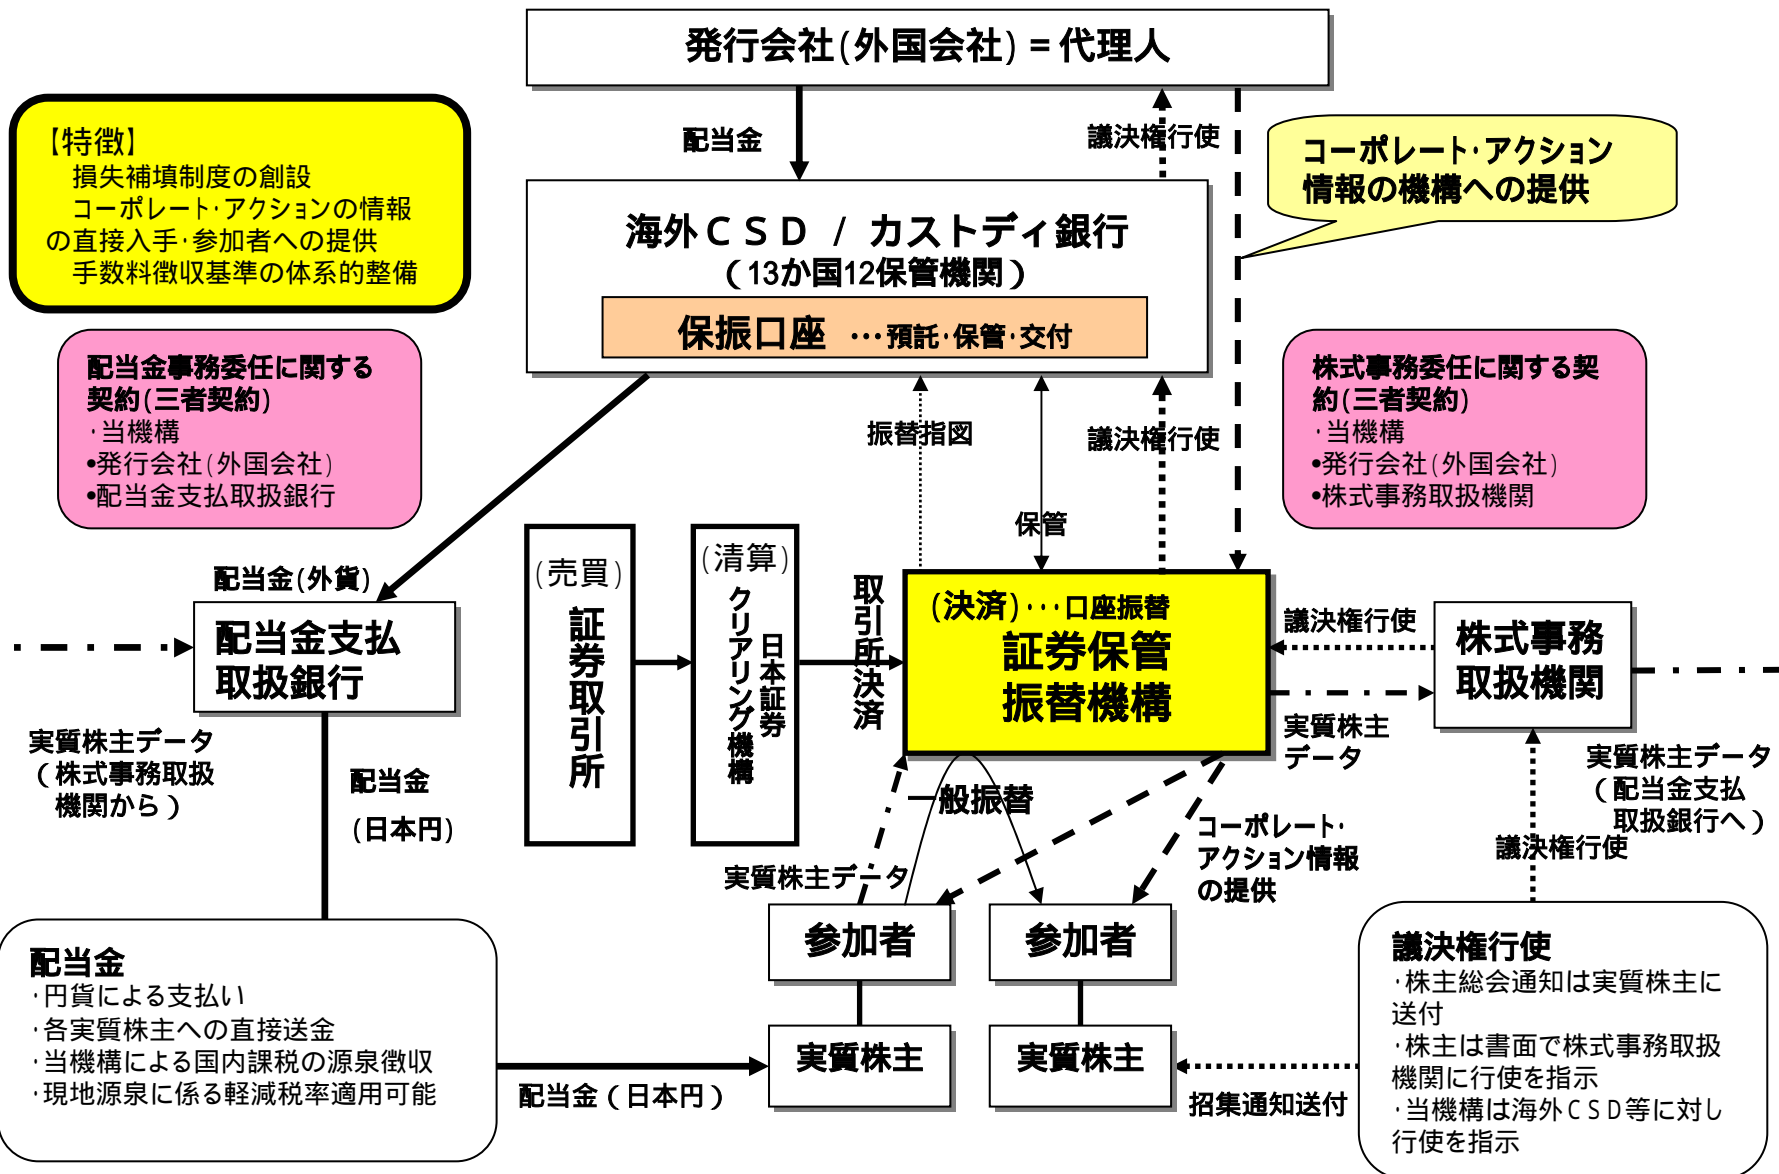 発行会社(外国会社)=代理人
【特徴】
損失補填制度の創設
コーポレート・アクションの情報
の直接入手・参加者への提供
手数料徴収基準の体系的整備
配当金
議決権行使
コーポレート・アクション
情報の機構への提供
海外CSD / カストディ銀行
(13か国12保管機関)
保振口座 …預託・保管・交付
配当金事務委任に関する
契約(三者契約)
・当機構
•発行会社(外国会社)
•配当金支払取扱銀行
株式事務委任に関する契
約(三者契約)
・当機構
•発行会社(外国会社)
•株式事務取扱機関
振替指図
議決権行使
保管
配当金(外貨)
配当金支払
取扱銀行
(売買)
証券取引所
(清算)
日本証券
クリアリング機構
取引所決済
(決済)…口座振替
証券保管
振替機構
議決権行使
株式事務
取扱機関
実質株主
データ
実質株主データ
(株式事務取扱
機関から)
配当金
(日本円)
一般振替
実質株主データ
コーポレート・
アクション情報
の提供
実質株主データ
(配当金支払
取扱銀行へ)
議決権行使
参加者
参加者
実質株主
実質株主
配当金
・円貨による支払い
・各実質株主への直接送金
・当機構による国内課税の源泉徴収
・現地源泉に係る軽減税率適用可能
配当金(日本円)
招集通知送付
議決権行使
・株主総会通知は実質株主に
送付
・株主は書面で株式事務取扱
機関に行使を指示
・当機構は海外CSD等に対し
行使を指示